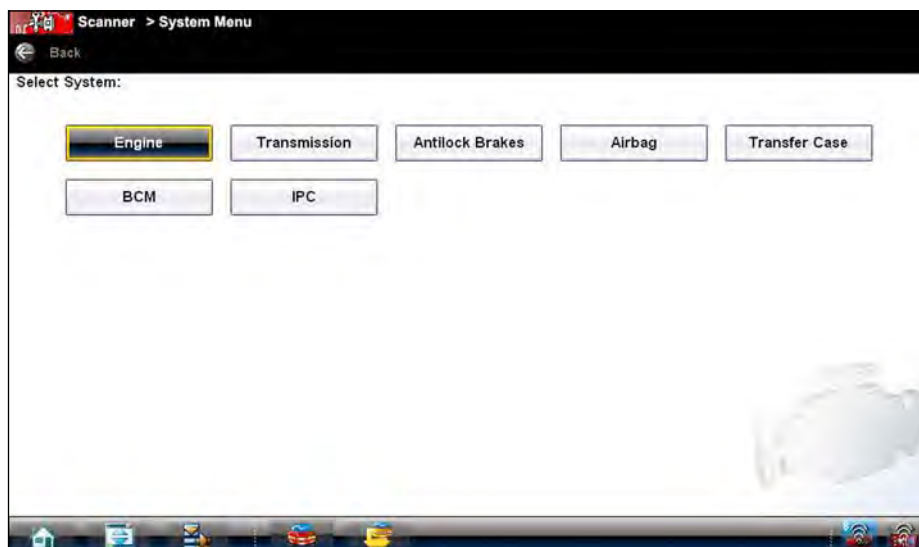 Scanner > System Menu
Back
Select System:
Engine Transmission Antilock Brakes Airbag Transfer Case
BCM IPC